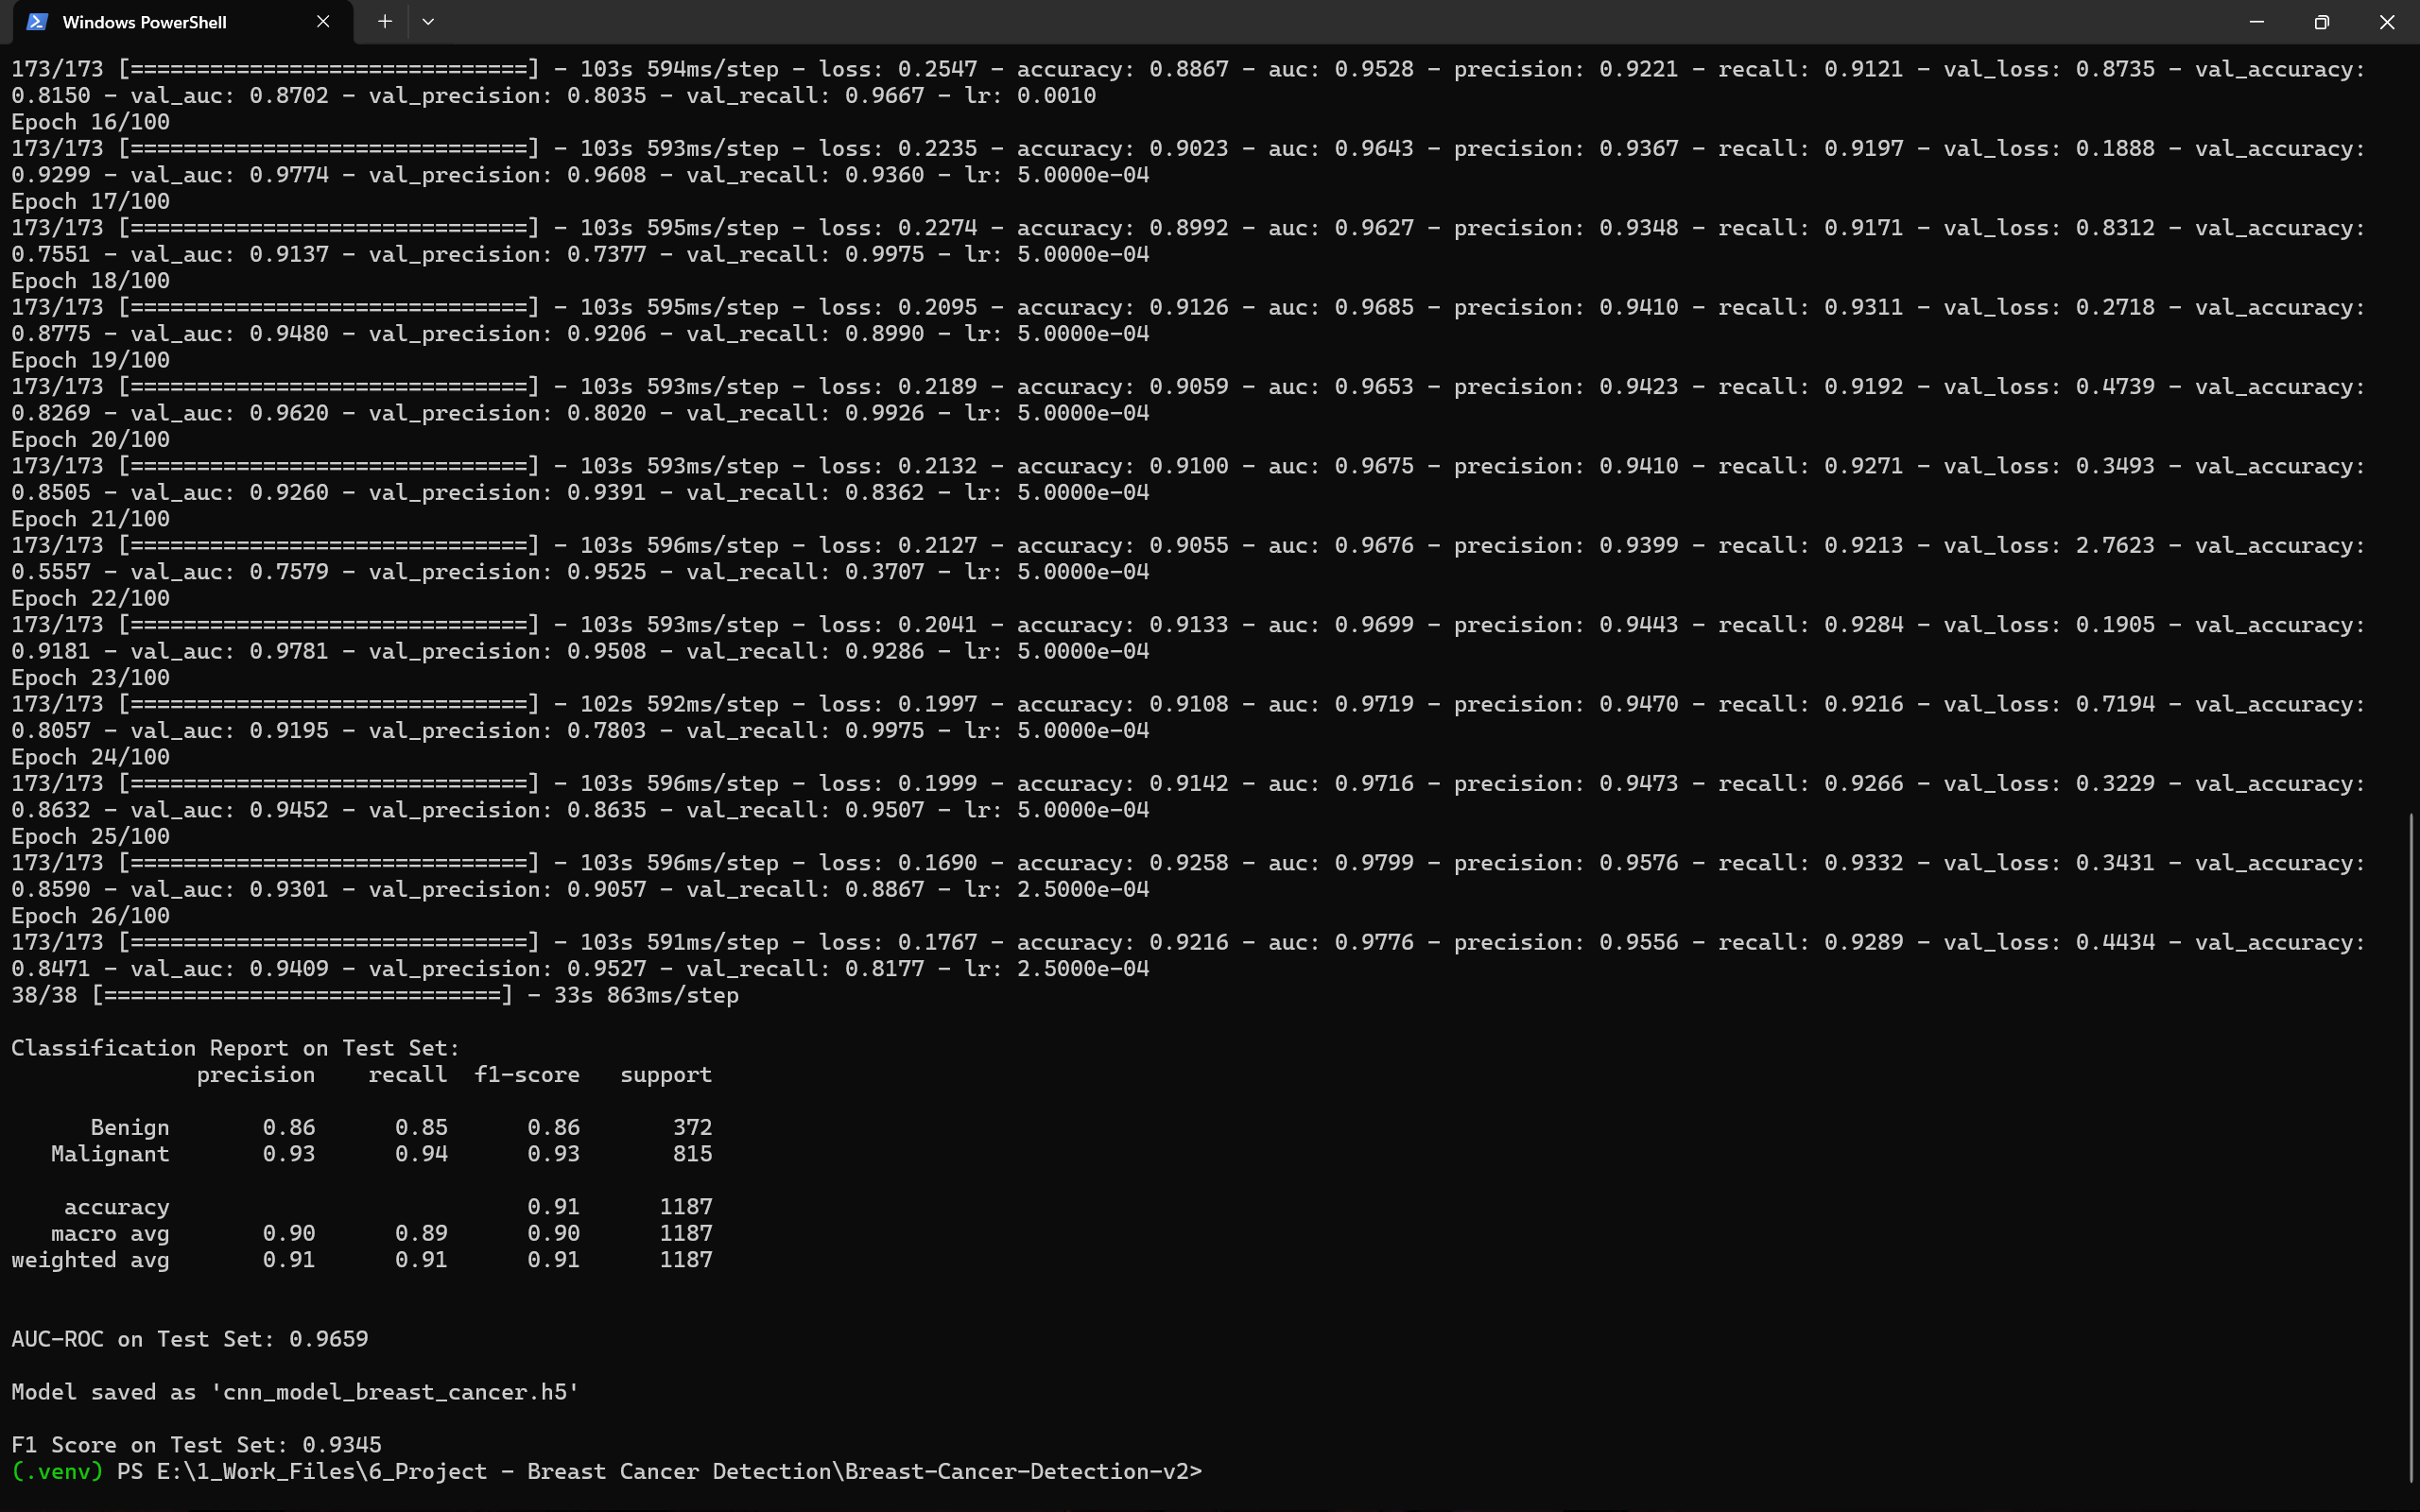 Windows PowerShell
173/173 [==============================] - 103s 594ms/step - loss: 0.2547 - accuracy: 0.8867 - auc: 0.9528 - precision: 0.9221 - recall: 0.9121 - val_loss: 0.8735 - val_accuracy:
0.8150 - val_auc: 0.8702 - val_precision: 0.8035 - val_recall: 0.9667 - lr: 0.0010
Epoch 16/100
173/173 [==============================] - 103s 593ms/step - loss: 0.2235 - accuracy: 0.9023 - auc: 0.9643 - precision: 0.9367 - recall: 0.9197 - val_loss: 0.1888 - val_accuracy:
0.9299 - val_auc: 0.9774 - val_precision: 0.9608 - val_recall: 0.9360 - lr: 5.0000e-04
Epoch 17/100
173/173 [==============================] - 103s 595ms/step - loss: 0.2274 - accuracy: 0.8992 - auc: 0.9627 - precision: 0.9348 - recall: 0.9171 - val_loss: 0.8312 - val_accuracy:
0.7551 - val_auc: 0.9137 - val_precision: 0.7377 - val_recall: 0.9975 - lr: 5.0000e-04
Epoch 18/100
173/173 [==============================] - 103s 595ms/step - loss: 0.2095 - accuracy: 0.9126 - auc: 0.9685 - precision: 0.9410 - recall: 0.9311 - val_loss: 0.2718 - val_accuracy:
0.8775 - val_auc: 0.9480 - val_precision: 0.9206 - val_recall: 0.8990 - lr: 5.0000e-04
Epoch 19/100
173/173 [==============================] - 103s 593ms/step - loss: 0.2189 - accuracy: 0.9059 - auc: 0.9653 - precision: 0.9423 - recall: 0.9192 - val_loss: 0.4739 - val_accuracy:
0.8269 - val_auc: 0.9620 - val_precision: 0.8020 - val_recall: 0.9926 - lr: 5.0000e-04
Epoch 20/100
173/173 [==============================] - 103s 593ms/step - loss: 0.2132 - accuracy: 0.9100 - auc: 0.9675 - precision: 0.9410 - recall: 0.9271 - val_loss: 0.3493 - val_accuracy:
0.8505 - val_auc: 0.9260 - val_precision: 0.9391 - val_recall: 0.8362 - lr: 5.0000e-04
Epoch 21/100
173/173 [==============================] - 103s 596ms/step - loss: 0.2127 - accuracy: 0.9055 - auc: 0.9676 - precision: 0.9399 - recall: 0.9213 - val_loss: 2.7623 - val_accuracy:
0.5557 - val_auc: 0.7579 - val_precision: 0.9525 - val_recall: 0.3707 - lr: 5.0000e-04
Epoch 22/100
173/173 [==============================] - 103s 593ms/step - loss: 0.2041 - accuracy: 0.9133 - auc: 0.9699 - precision: 0.9443 - recall: 0.9284 - val_loss: 0.1905 - val_accuracy:
0.9181 - val_auc: 0.9781 - val_precision: 0.9508 - val_recall: 0.9286 - lr: 5.0000e-04
Epoch 23/100
173/173 [==============================] - 102s 592ms/step - loss: 0.1997 - accuracy: 0.9108 - auc: 0.9719 - precision: 0.9470 - recall: 0.9216 - val_loss: 0.7194 - val_accuracy:
0.8057 - val_auc: 0.9195 - val_precision: 0.7803 - val_recall: 0.9975 - lr: 5.0000e-04
Epoch 24/100
173/173 [==============================] - 103s 596ms/step - loss: 0.1999 - accuracy: 0.9142 - auc: 0.9716 - precision: 0.9473 - recall: 0.9266 - val_loss: 0.3229 - val_accuracy:
0.8632 - val_auc: 0.9452 - val_precision: 0.8635 - val_recall: 0.9507 - lr: 5.0000e-04
Epoch 25/100
173/173 [==============================] - 103s 596ms/step - loss: 0.1690 - accuracy: 0.9258 - auc: 0.9799 - precision: 0.9576 - recall: 0.9332 - val_loss: 0.3431 - val_accuracy:
0.8590 - val_auc: 0.9301 - val_precision: 0.9057 - val_recall: 0.8867 - lr: 2.5000e-04
Epoch 26/100
173/173 [==============================] - 103s 591ms/step - loss: 0.1767 - accuracy: 0.9216 - auc: 0.9776 - precision: 0.9556 - recall: 0.9289 - val_loss: 0.4434 - val_accuracy:
0.8471 - val_auc: 0.9409 - val_precision: 0.9527 - val_recall: 0.8177 - lr: 2.5000e-04
38/38 [==============================] - 33s 863ms/step
Classification Report on Test Set:
precision recall f1-score support
Benign 0.86 0.85 0.86 372
Malignant 0.93 0.94 0.93 815
accuracy 0.91 1187
macro avg 0.90 0.89 0.90 1187
weighted avg 0.91 0.91 0.91 1187
AUC-ROC on Test Set: 0.9659
Model saved as 'cnn_model_breast_cancer.h5'
F1 Score on Test Set: 0.9345
(.venv) PS E:\1_Work_Files\6_Project - Breast Cancer Detection\Breast-Cancer-Detection-v2>